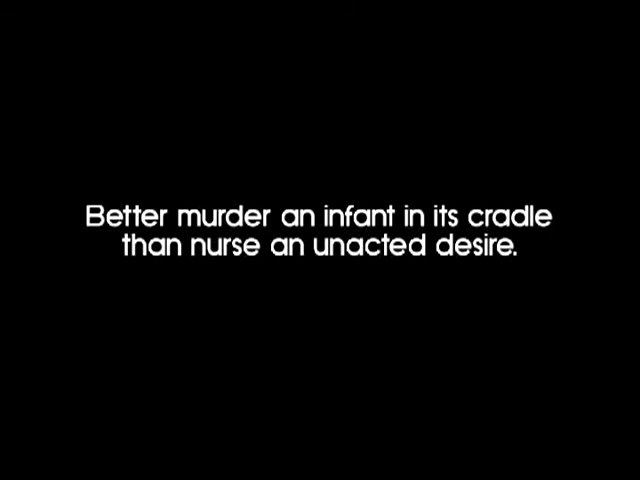 Better murder an infant in its cradle
than nurse an unacted desire.